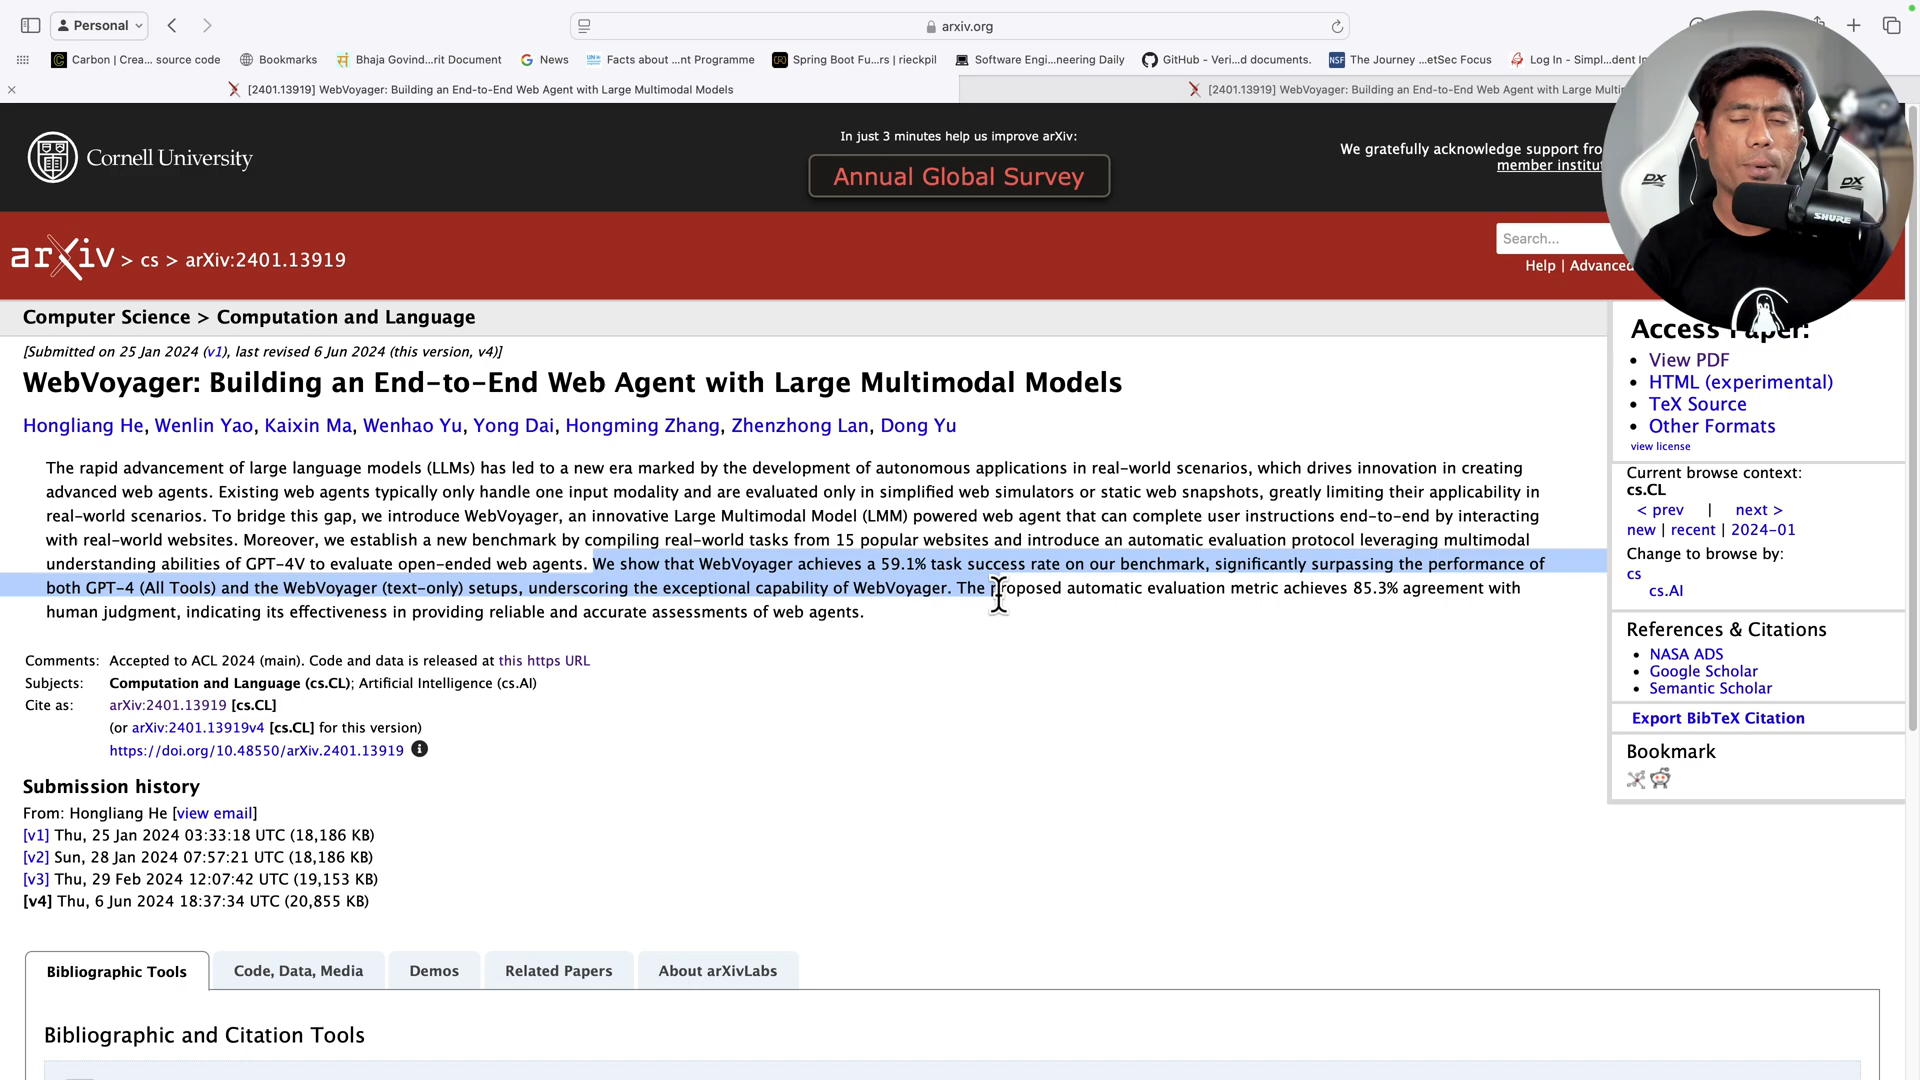 Personal
arxiv.org
Carbon | Crea... source code
Bookmarks
Bhaja Govind...rit Document
News
Facts about ...nt Programme
Spring Boot Fu...rs | rieckpil
Software Engi...neering Daily
GitHub - Veri...d documents.
NSF The Journey ...etSec Focus
Log In - Simpl...dent In
[2401.13919] WebVoyager: Building an End-to-End Web Agent with Large Multimodal Models
[2401.13919] WebVoyager: Building an End-to-End Web Agent with Large Multi
Cornell University
In just 3 minutes help us improve arXiv:
Annual Global Survey
We gratefully acknowledge support fro
member institu
DX
DX
SHURE
arXiv > cs > arXiv:2401.13919
Search...
Help | Advanced
Computer Science > Computation and Language
[Submitted on 25 Jan 2024 (v1), last revised 6 Jun 2024 (this version, v4)]
WebVoyager: Building an End-to-End Web Agent with Large Multimodal Models
Hongliang He, Wenlin Yao, Kaixin Ma, Wenhao Yu, Yong Dai, Hongming Zhang, Zhenzhong Lan, Dong Yu
The rapid advancement of large language models (LLMs) has led to a new era marked by the development of autonomous applications in real-world scenarios, which drives innovation in creating
advanced web agents. Existing web agents typically only handle one input modality and are evaluated only in simplified web simulators or static web snapshots, greatly limiting their applicability in
real-world scenarios. To bridge this gap, we introduce WebVoyager, an innovative Large Multimodal Model (LMM) powered web agent that can complete user instructions end-to-end by interacting
with real-world websites. Moreover, we establish a new benchmark by compiling real-world tasks from 15 popular websites and introduce an automatic evaluation protocol leveraging multimodal
understanding abilities of GPT-4V to evaluate open-ended web agents. We show that WebVoyager achieves a 59.1% task success rate on our benchmark, significantly surpassing the performance of
both GPT-4 (All Tools) and the WebVoyager (text-only) setups, underscoring the exceptional capability of WebVoyager. The proposed automatic evaluation metric achieves 85.3% agreement with
human judgment, indicating its effectiveness in providing reliable and accurate assessments of web agents.
Comments: Accepted to ACL 2024 (main). Code and data is released at this https URL
Subjects: Computation and Language (cs.CL); Artificial Intelligence (cs.AI)
Cite as: arXiv:2401.13919 [cs.CL]
(or arXiv:2401.13919v4 [cs.CL] for this version)
https://doi.org/10.48550/arXiv.2401.13919
Submission history
From: Hongliang He [view email]
[v1] Thu, 25 Jan 2024 03:33:18 UTC (18,186 KB)
[v2] Sun, 28 Jan 2024 07:57:21 UTC (18,186 KB)
[v3] Thu, 29 Feb 2024 12:07:42 UTC (19,153 KB)
[v4] Thu, 6 Jun 2024 18:37:34 UTC (20,855 KB)
Bibliographic Tools
Code, Data, Media
Demos
Related Papers
About arXivLabs
Bibliographic and Citation Tools
Access Paper:
View PDF
HTML (experimental)
TeX Source
Other Formats
view license
Current browse context:
cs.CL
< prev | next >
new | recent | 2024-01
Change to browse by:
cs
cs.AI
References & Citations
NASA ADS
Google Scholar
Semantic Scholar
Export BibTeX Citation
Bookmark